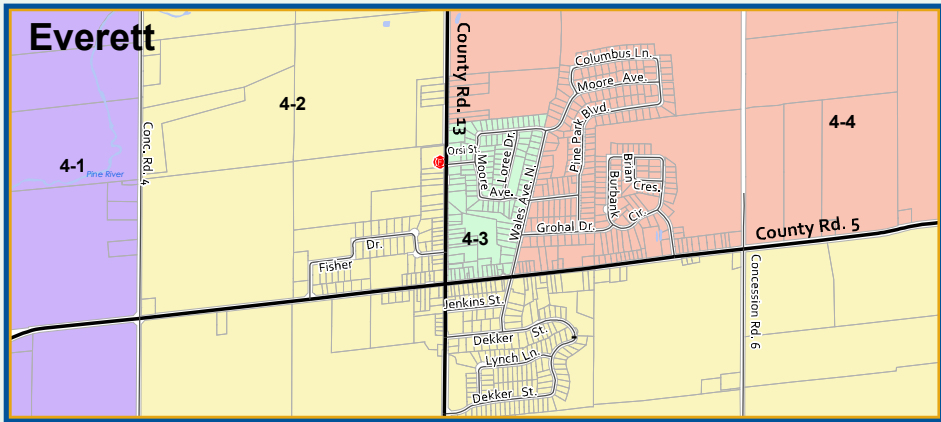 Everett
County Rd. 13
Columbus Ln.
Moore Ave.
Pine Park Blvd.
4-2
4-4
Conc. Rd. 4
Orsi St.
Loree Dr.
Moore
Ave.
4-1
Pine River
Brian
Cres.
Burbank
Cir.
Wales Ave. N.
Grohal Dr.
4-3
County Rd. 5
Fisher
Dr.
Concession Rd. 6
Jenkins St.
Dekker St.
Lynch Ln.
Dekker St.